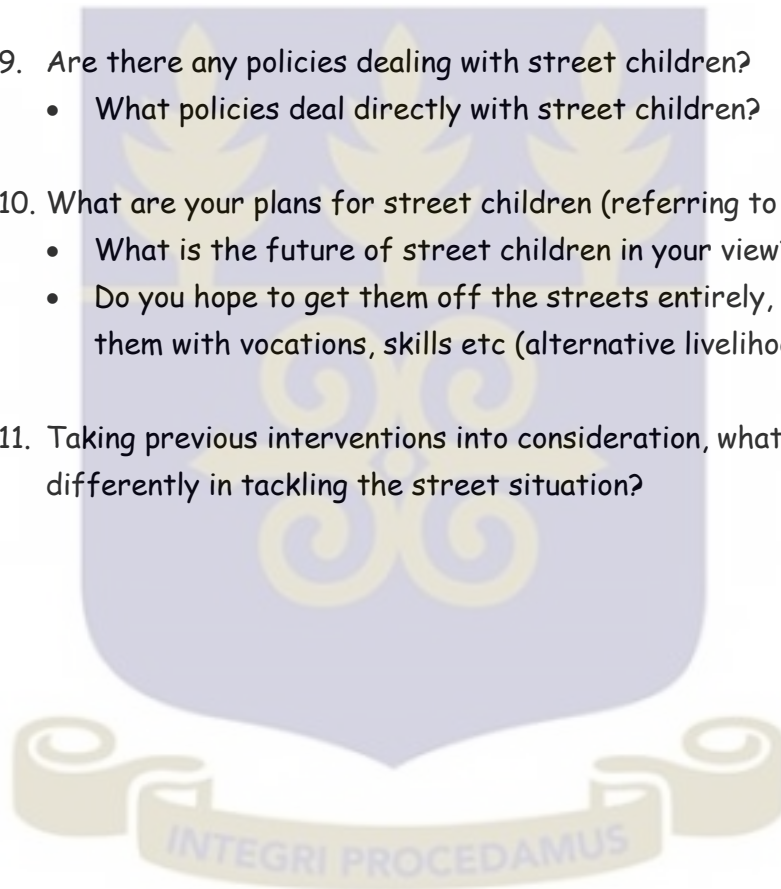 9. Are there any policies dealing with street children?
• What policies deal directly with street children?
10. What are your plans for street children (referring to
• What is the future of street children in your view?
• Do you hope to get them off the streets entirely,
them with vocations, skills etc (alternative
11. Taking previous interventions into consideration, what
differently in tackling the street situation?
INTEGRI PROCEDAMUS